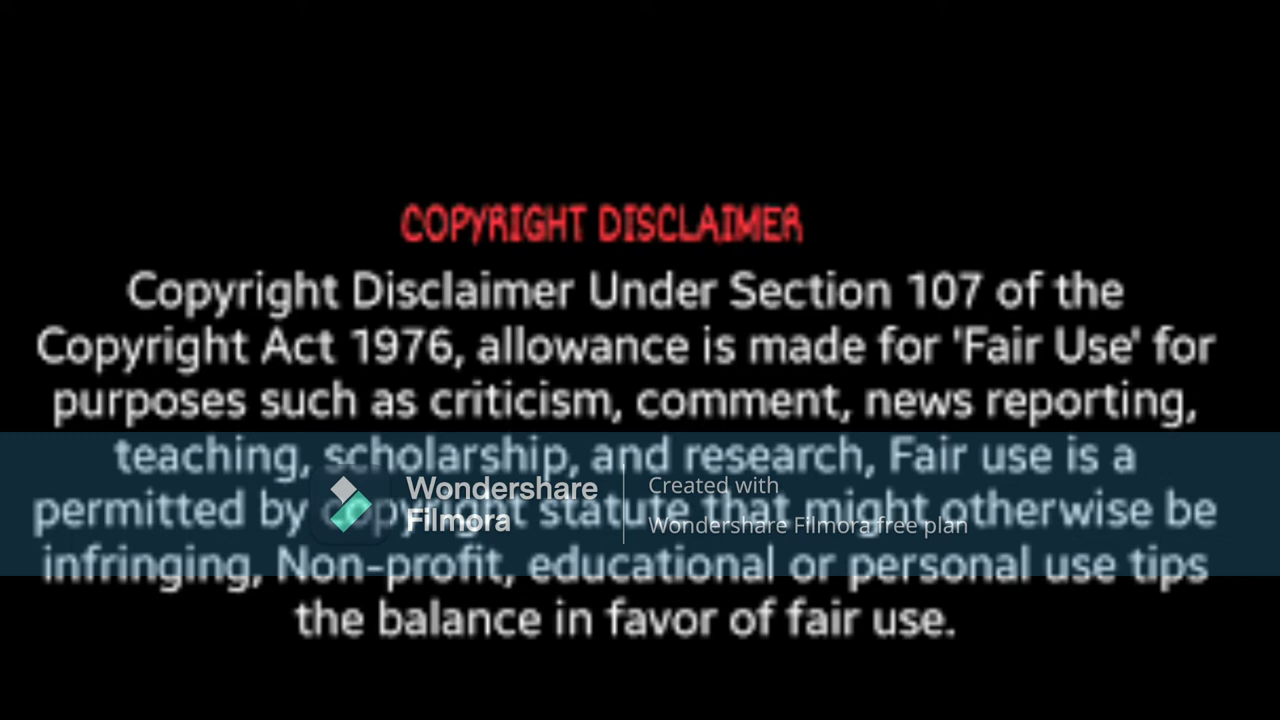 COPYRIGHT DISCLAIMER
Copyright Disclaimer Under Section 107 of the
Copyright Act 1976, allowance is made for 'Fair Use' for
purposes such as criticism, comment, news reporting,
teaching, scholarship, and research, Fair use is a
permitted by copyright statute that might otherwise be
infringing, Non-profit, educational or personal use tips
the balance in favor of fair use.
Wondershare
Filmora
Created with
Wondershare Filmora free plan